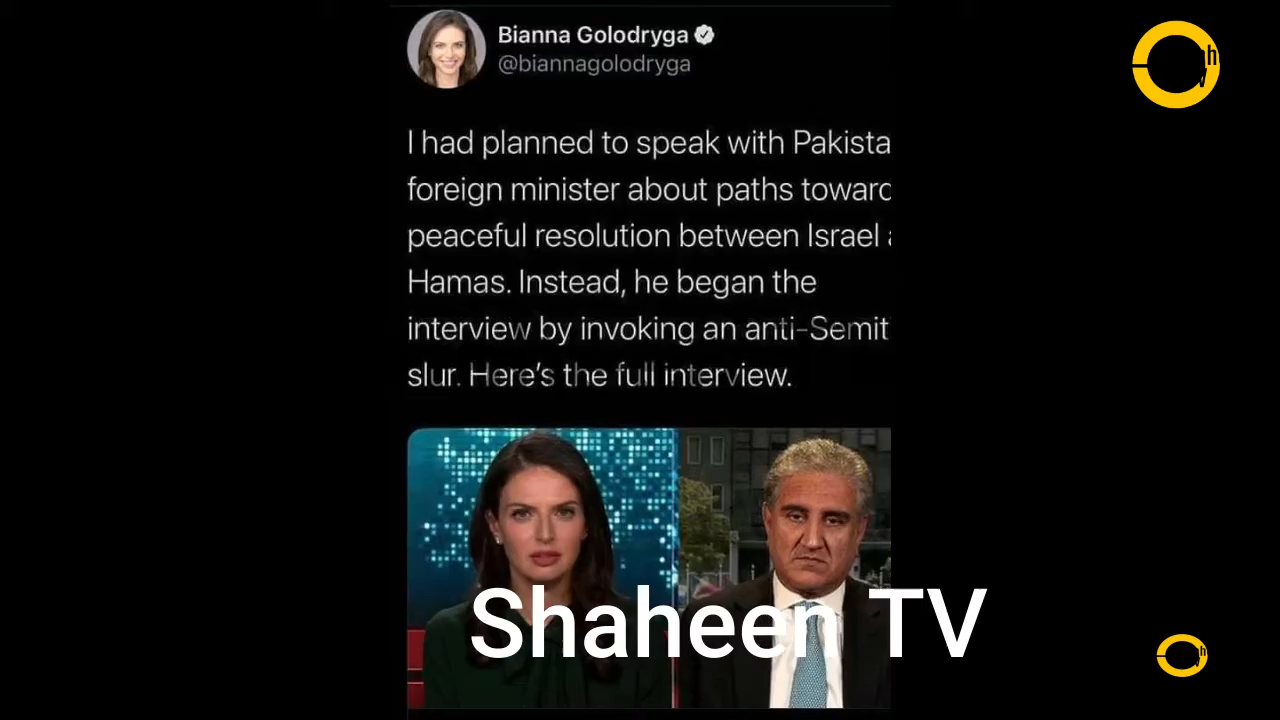 Bianna Golodryga
@biannagolodryga
I had planned to speak with Pakista
foreign minister about paths toward
peaceful resolution between Israel a
Hamas. Instead, he began the
interview by invoking an anti-Semit
slur. Here's the full interview.
Shaheen TV